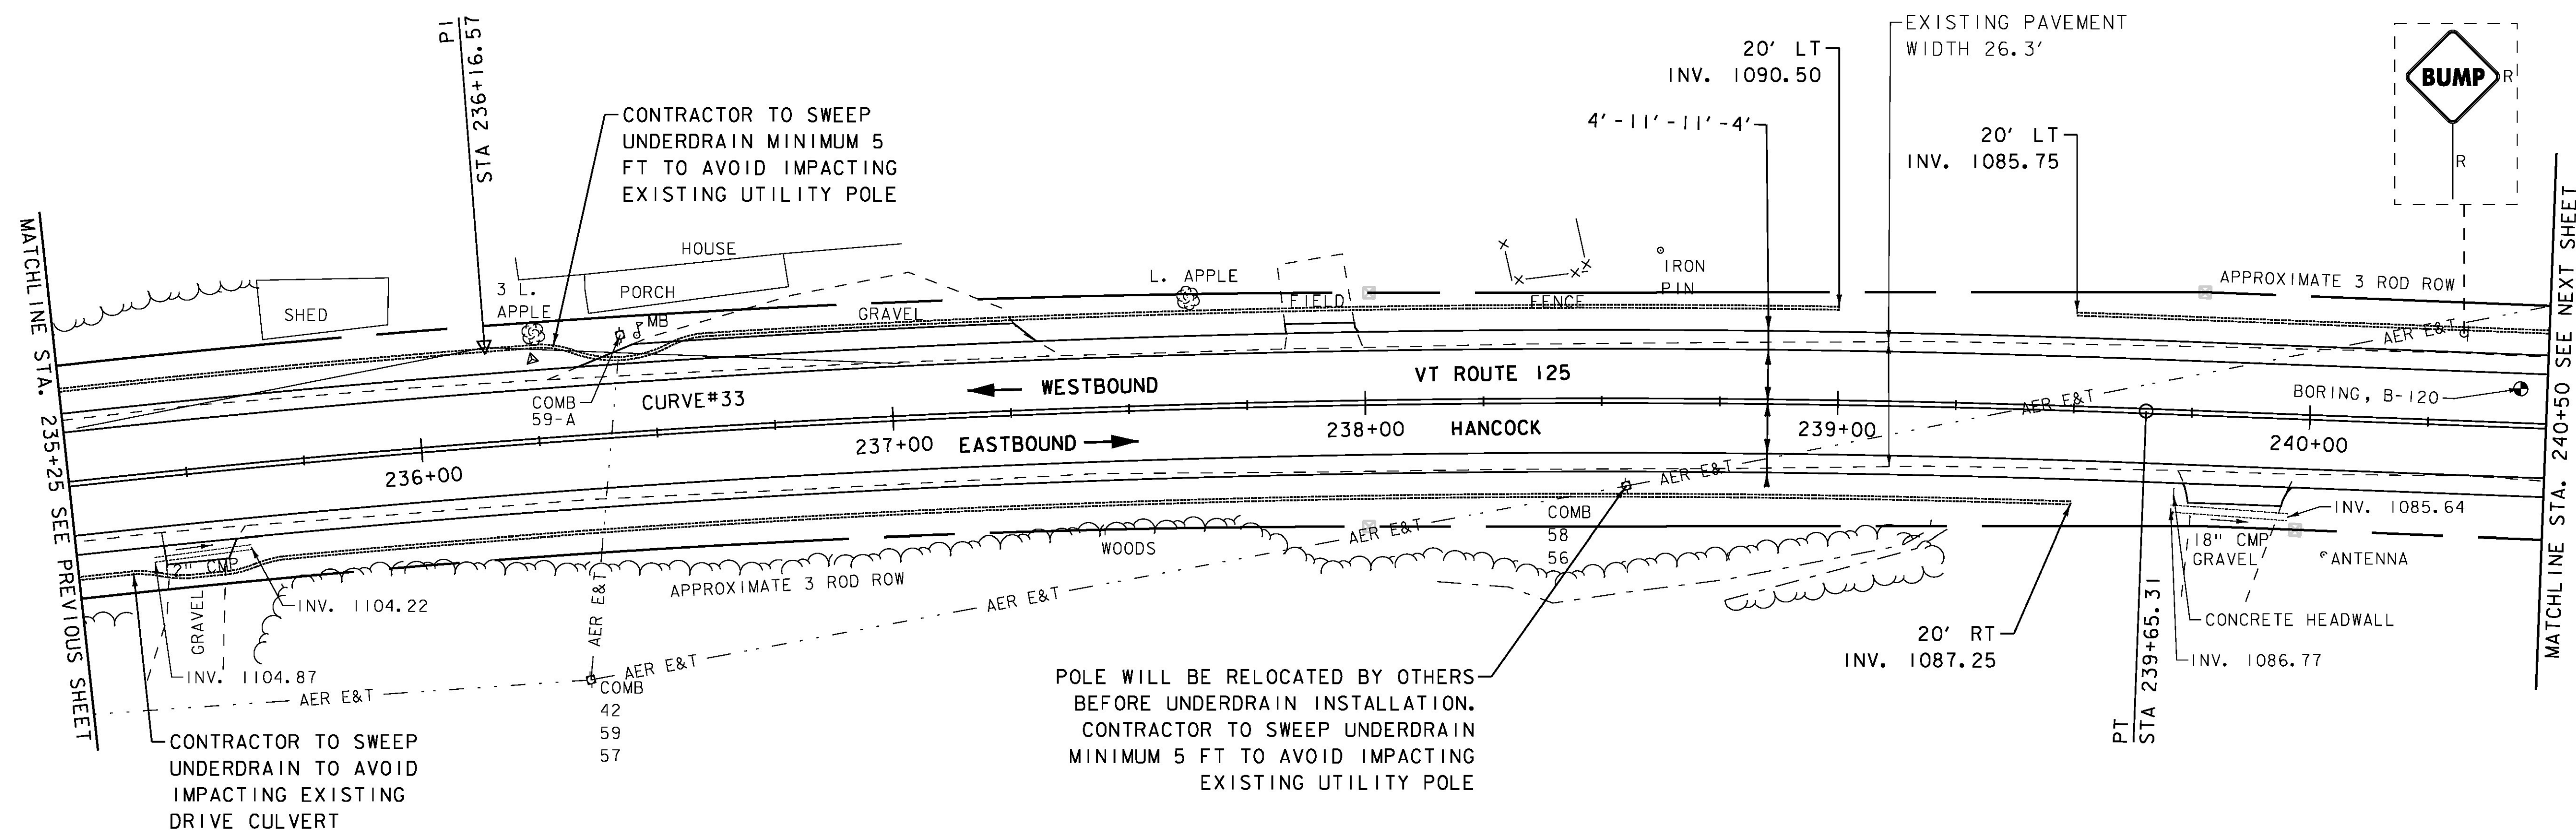 PI
STA 236+16.57
CONTRACTOR TO SWEEP
UNDERDRAIN MINIMUM 5
FT TO AVOID IMPACTING
EXISTING UTILITY POLE
20' LT
INV. 1090.50
EXISTING PAVEMENT
WIDTH 26.3'
4'-11'-11'-4'
20' LT
INV. 1085.75
BUMP
R
R
MATCHLINE STA. 235+25 SEE PREVIOUS SHEET
SHED
3 L.
APPLE
HOUSE
PORCH
MB
GRAVEL
L. APPLE
FIELD
FENCE
IRON
PIN
APPROXIMATE 3 ROD ROW
AER E&T
COMB
59-A
CURVE#33
WESTBOUND
VT ROUTE 125
BORING, B-120
AER E&T
236+00
237+00
EASTBOUND
238+00
HANCOCK
239+00
240+00
MATCHLINE STA. 240+50 SEE NEXT SHEET
AER E&T
12" CMP
GRAVEL
INV. 1104.22
INV. 1104.87
AER E&T
AER E&T
AER E&T
COMB
42
59
57
APPROXIMATE 3 ROD ROW
WOODS
AER E&T
AER E&T
COMB
58
56
20' RT
INV. 1087.25
PT
STA 239+65.31
18" CMP
GRAVEL
INV. 1085.64
ANTENNA
CONCRETE HEADWALL
INV. 1086.77
CONTRACTOR TO SWEEP
UNDERDRAIN TO AVOID
IMPACTING EXISTING
DRIVE CULVERT
POLE WILL BE RELOCATED BY OTHERS
BEFORE UNDERDRAIN INSTALLATION.
CONTRACTOR TO SWEEP UNDERDRAIN
MINIMUM 5 FT TO AVOID IMPACTING
EXISTING UTILITY POLE